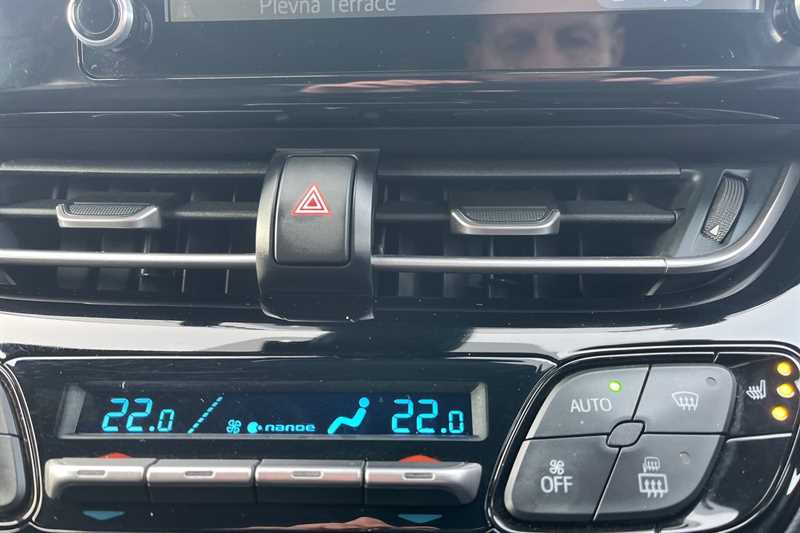 Plevna Terrace
22.0
nanoe
22.0
AUTO
OFF